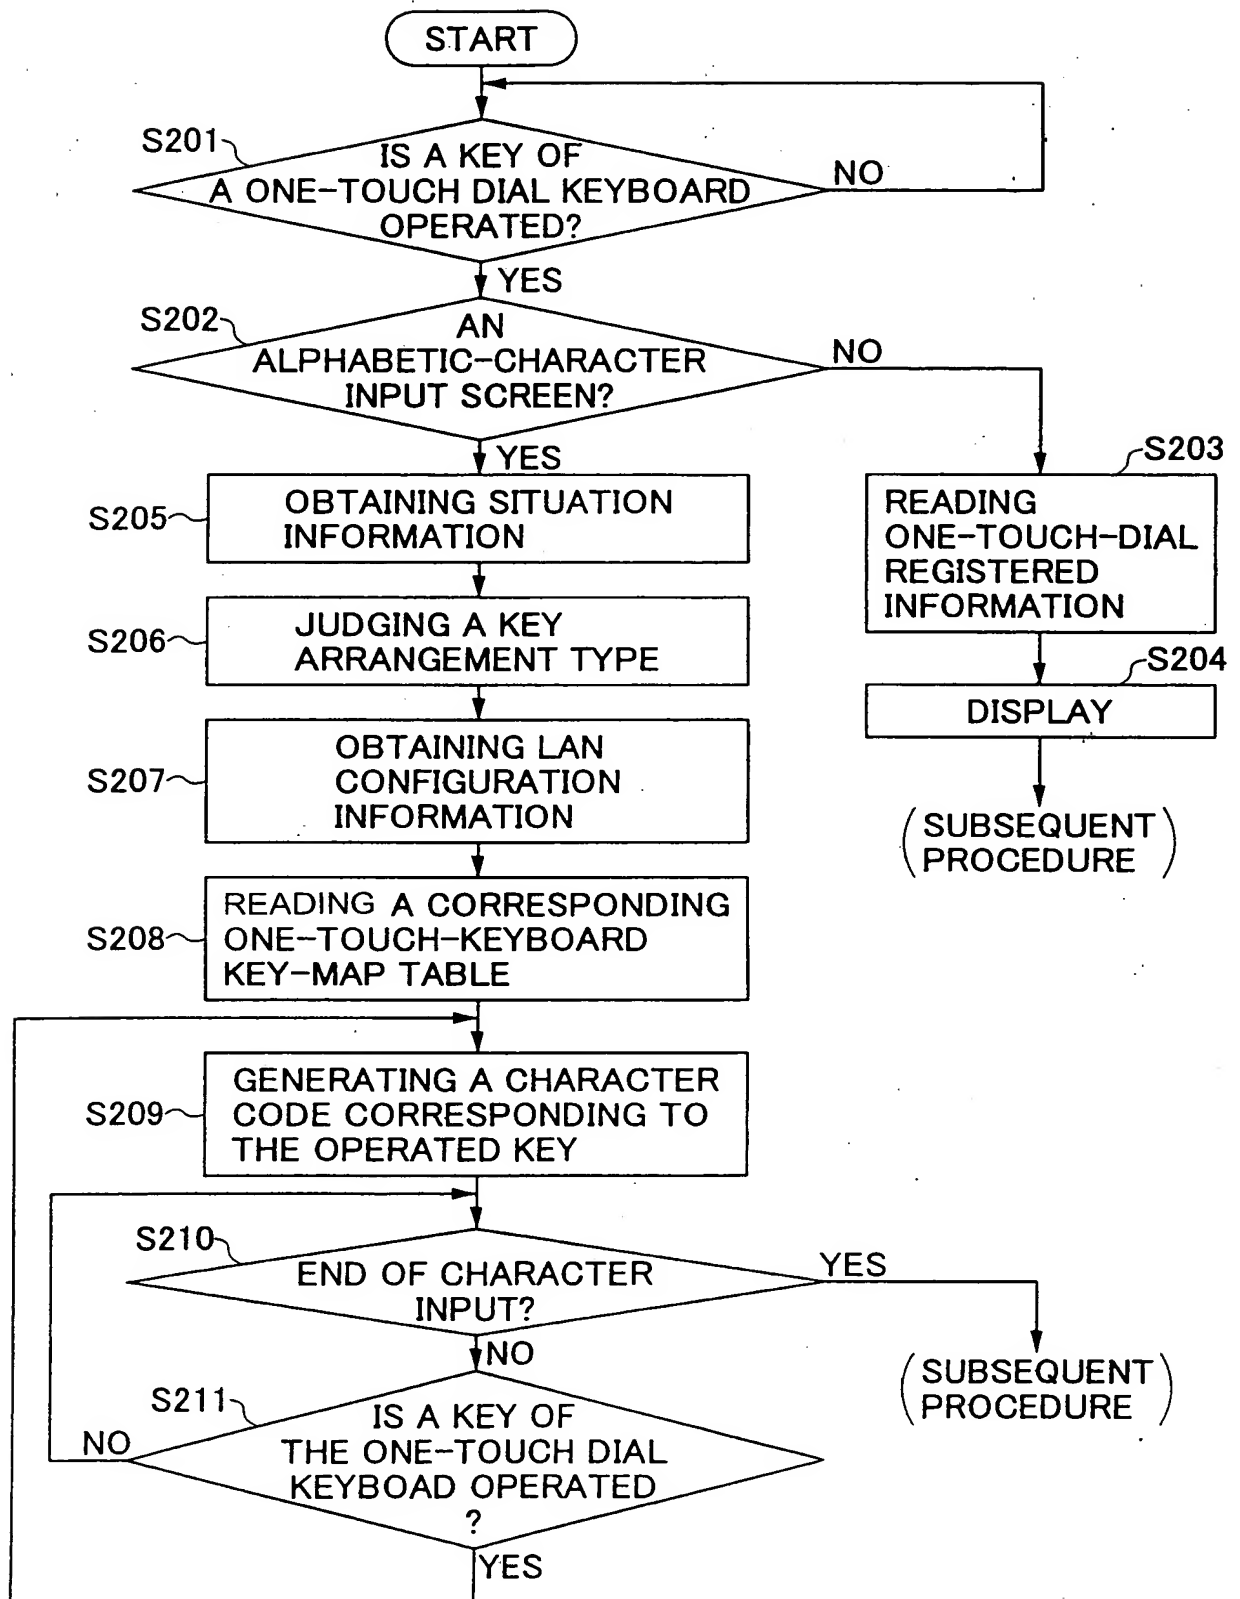 START
S201
IS A KEY OF
A ONE-TOUCH DIAL KEYBOARD
OPERATED?
NO
YES
S202
AN
ALPHABETIC-CHARACTER
INPUT SCREEN?
NO
YES
S203
READING
ONE-TOUCH-DIAL
REGISTERED
INFORMATION
S204
DISPLAY
(SUBSEQUENT
PROCEDURE)
S205
OBTAINING SITUATION
INFORMATION
S206
JUDGING A KEY
ARRANGEMENT TYPE
S207
OBTAINING LAN
CONFIGURATION
INFORMATION
S208
READING A CORRESPONDING
ONE-TOUCH-KEYBOARD
KEY-MAP TABLE
S209
GENERATING A CHARACTER
CODE CORRESPONDING TO
THE OPERATED KEY
S210
END OF CHARACTER
INPUT?
YES
(SUBSEQUENT
PROCEDURE)
NO
S211
IS A KEY OF
THE ONE-TOUCH DIAL
KEYBOAD OPERATED
?
NO
YES